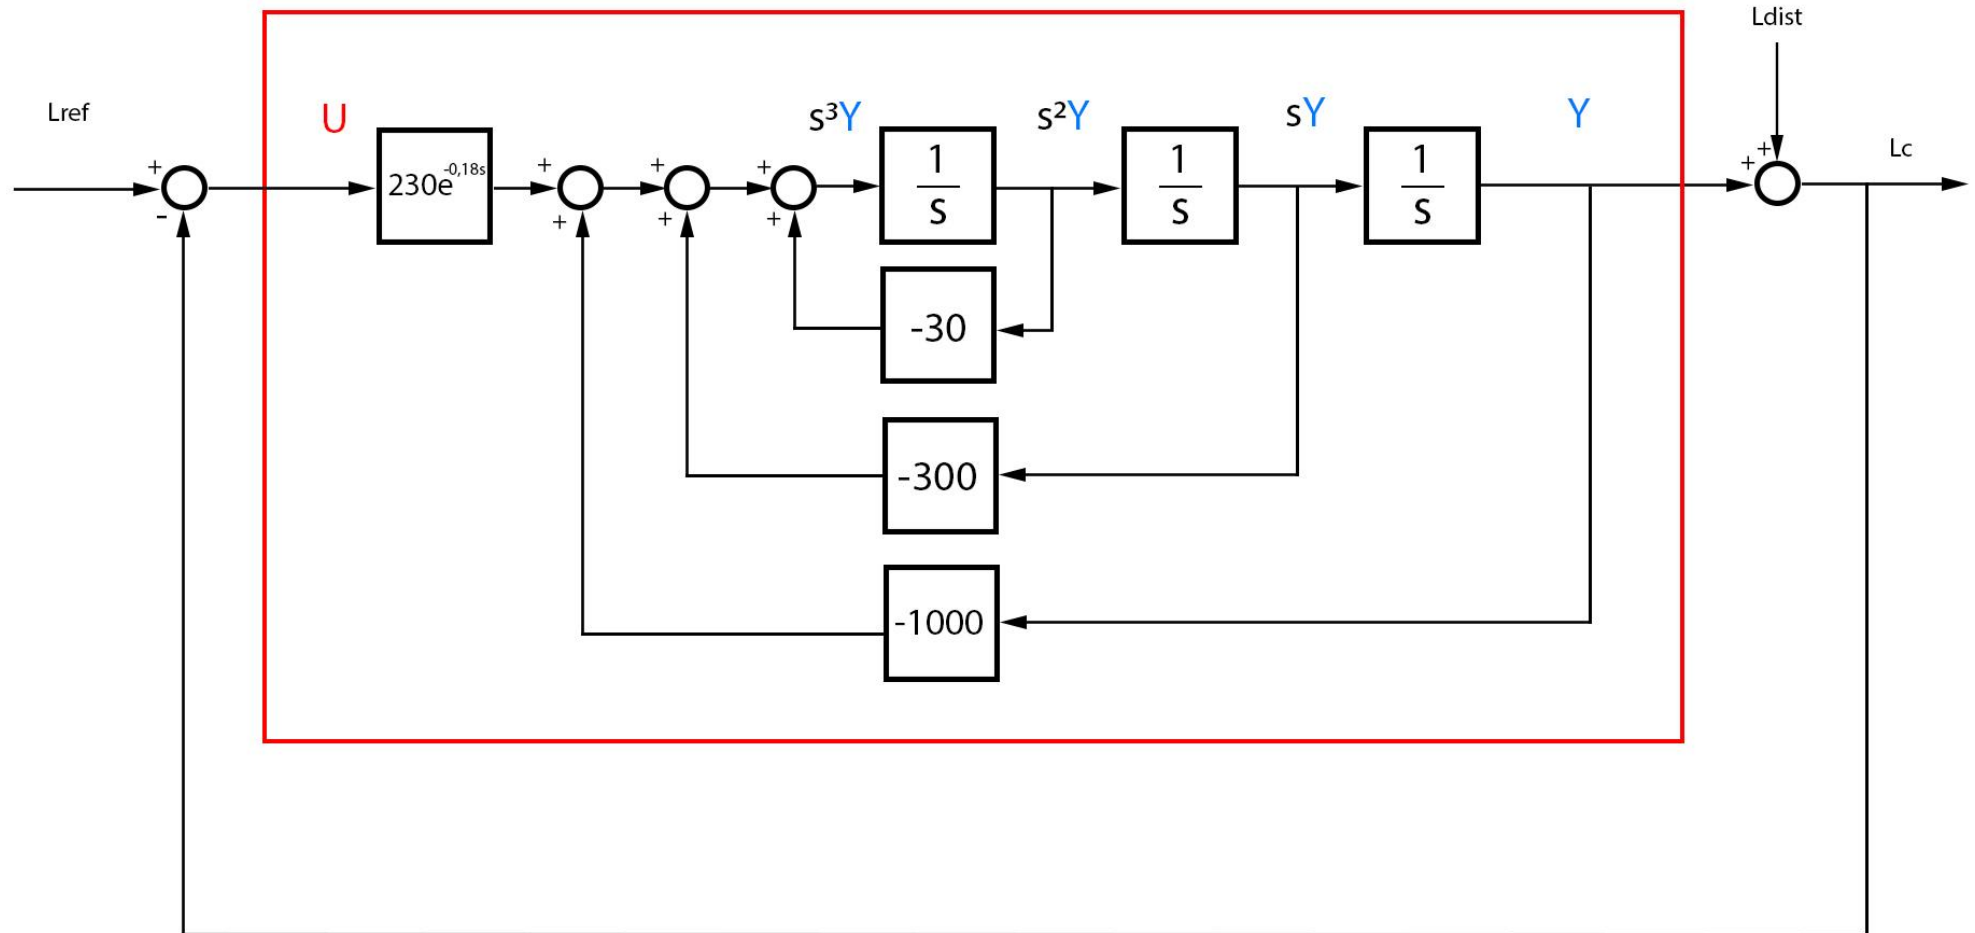 Ldist
Lref
U
s³Y
s²Y
sY
Y
Lc
+
-
230e^-0,18s
+
+
+
+
+
+
1
s
1
s
1
s
+
+
-30
-300
-1000